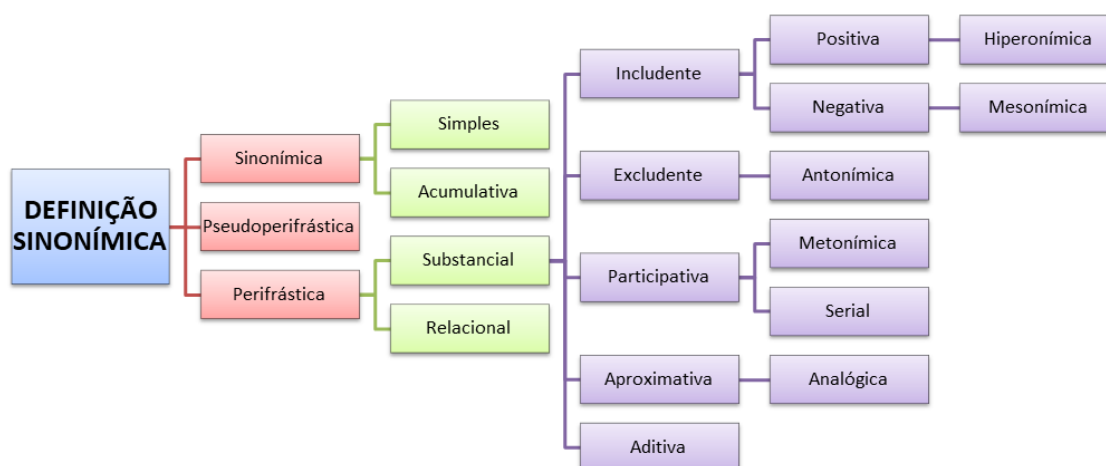 DEFINIÇÃO
SINONÍMICA
Sinonímica
Pseudoperifrástica
Perifrástica
Simples
Acumulativa
Substancial
Relacional
Includente
Excludente
Participativa
Aproximativa
Aditiva
Positiva
Negativa
Antonímica
Metonímica
Serial
Analógica
Hiperonímica
Mesonímica